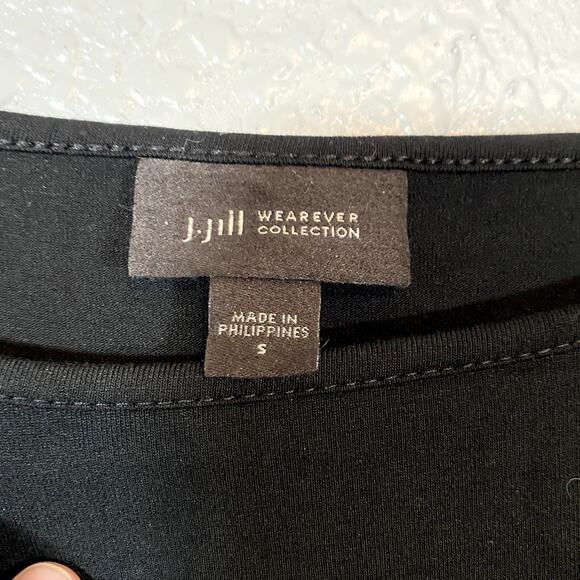 J.Jill WEAREVER
COLLECTION
MADE IN
PHILIPPINES
S